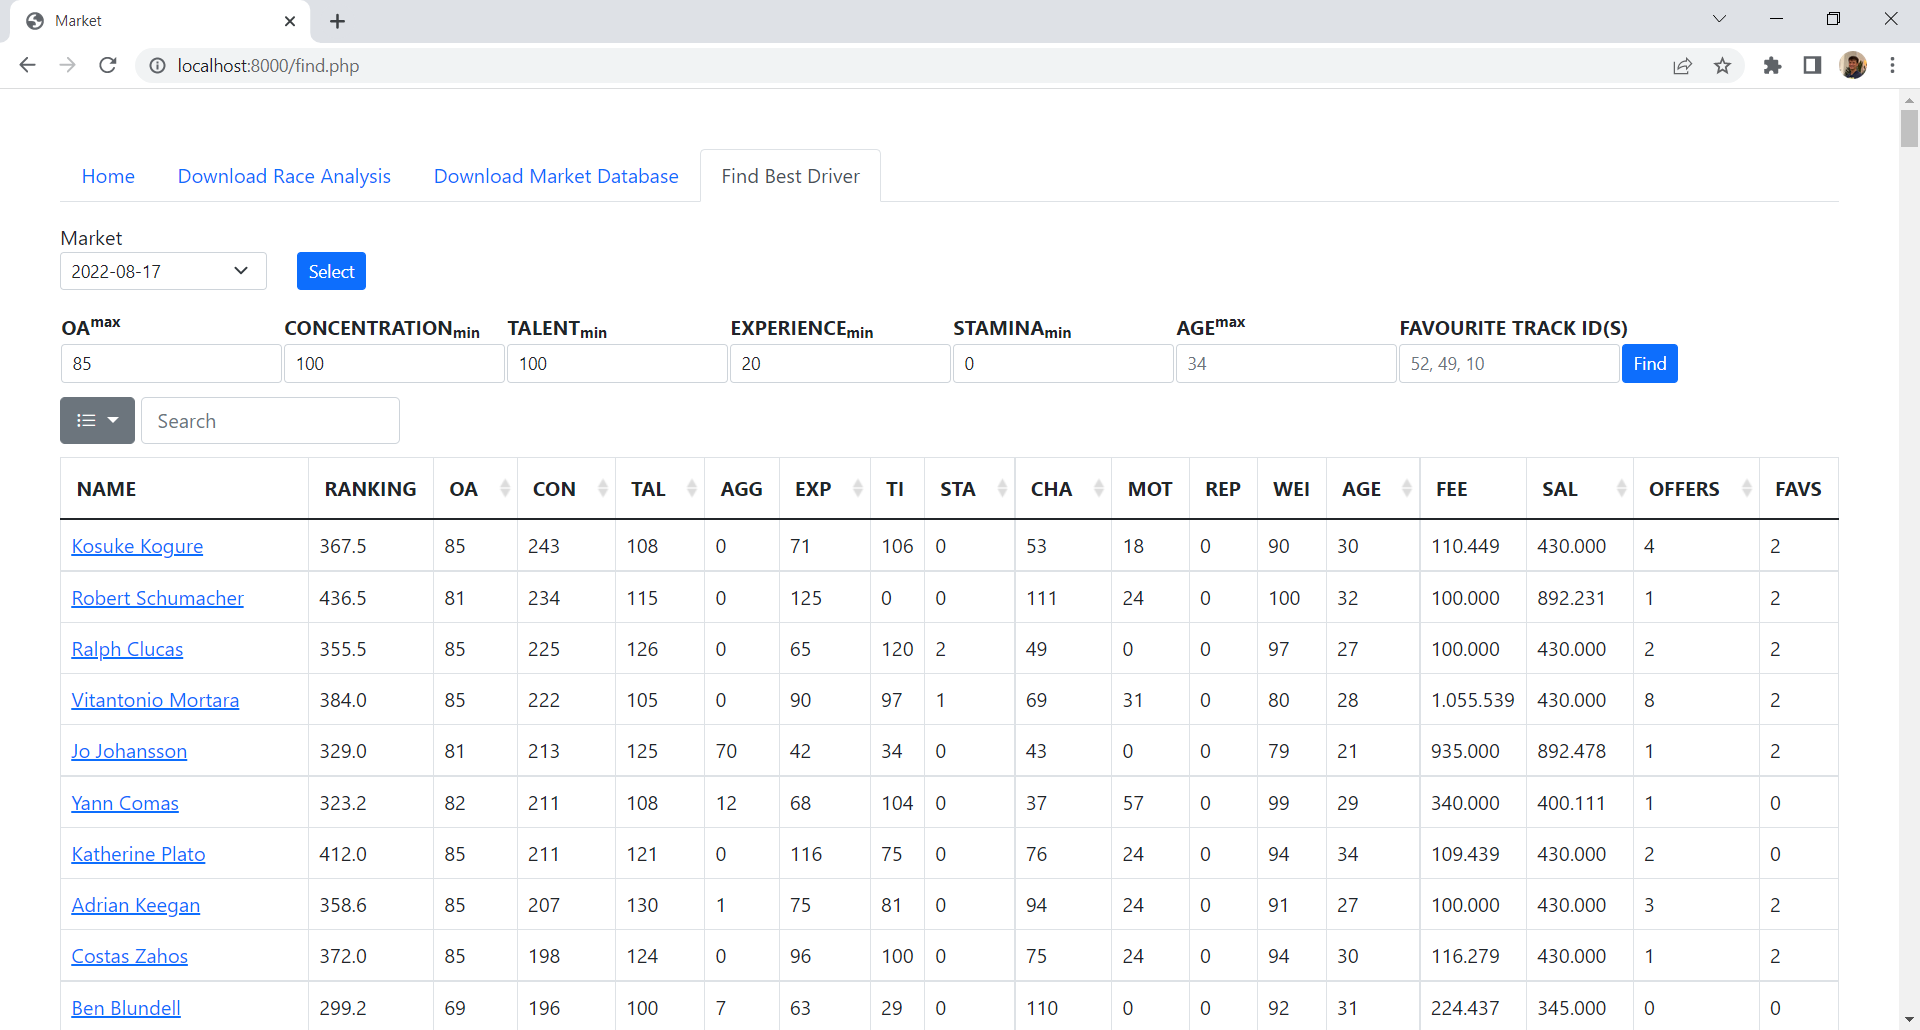 Market
localhost:8000/find.php
Home Download Race Analysis Download Market Database Find Best Driver
Market
2022-08-17 Select
OAmax CONCENTRATIONmin TALENTmin EXPERIENCEmin STAMINAmin AGEmax FAVOURITE TRACK ID(S)
85 100 100 20 0 34 52, 49, 10 Find
Search
NAME RANKING OA CON TAL AGG EXP TI STA CHA MOT REP WEI AGE FEE SAL OFFERS FAVS
Kosuke Kogure 367.5 85 243 108 0 71 106 0 53 18 0 90 30 110.449 430.000 4 2
Robert Schumacher 436.5 81 234 115 0 125 0 0 111 24 0 100 32 100.000 892.231 1 2
Ralph Clucas 355.5 85 225 126 0 65 120 2 49 0 0 97 27 100.000 430.000 2 2
Vitantonio Mortara 384.0 85 222 105 0 90 97 1 69 31 0 80 28 1.055.539 430.000 8 2
Jo Johansson 329.0 81 213 125 70 42 34 0 43 0 0 79 21 935.000 892.478 1 2
Yann Comas 323.2 82 211 108 12 68 104 0 37 57 0 99 29 340.000 400.111 1 0
Katherine Plato 412.0 85 211 121 0 116 75 0 76 24 0 94 34 109.439 430.000 2 0
Adrian Keegan 358.6 85 207 130 1 75 81 0 94 24 0 91 27 100.000 430.000 3 2
Costas Zahos 372.0 85 198 124 0 96 100 0 75 24 0 94 30 116.279 430.000 1 2
Ben Blundell 299.2 69 196 100 7 63 29 0 110 0 0 92 31 224.437 345.000 0 0